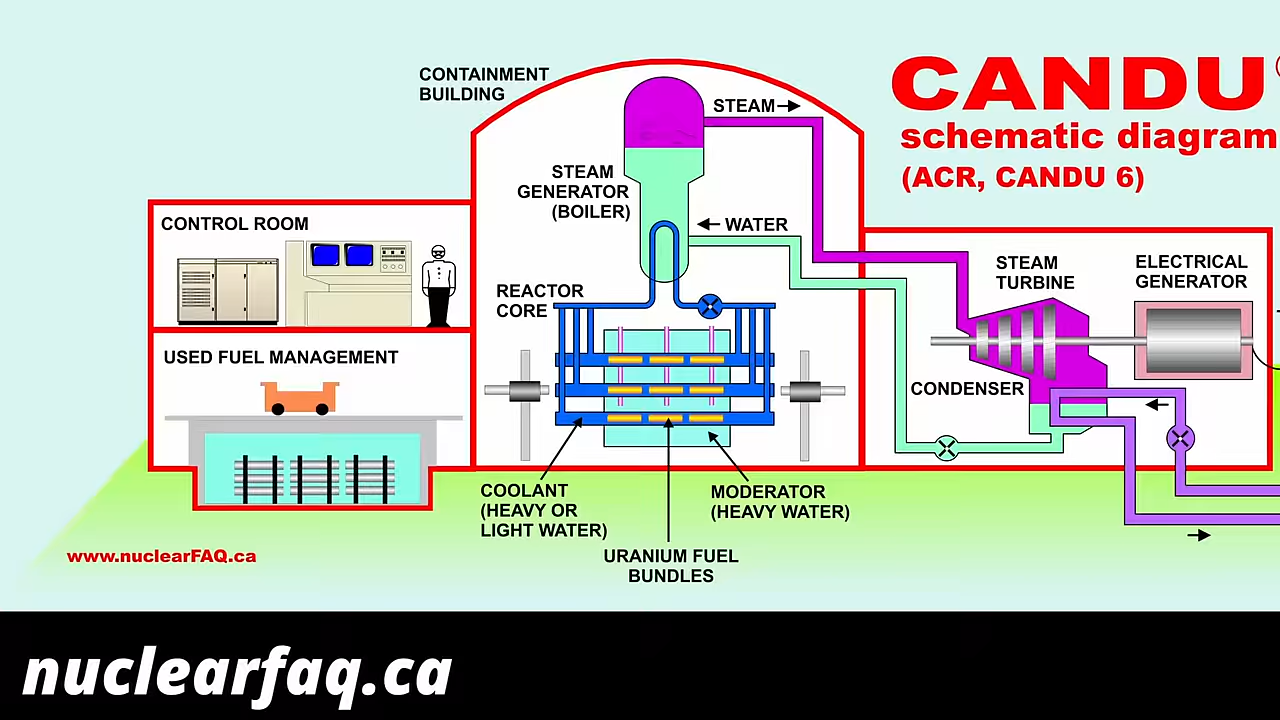 CONTAINMENT
BUILDING
STEAM
CANDU
schematic diagram
(ACR, CANDU 6)
STEAM
GENERATOR
(BOILER)
WATER
CONTROL ROOM
STEAM
TURBINE
ELECTRICAL
GENERATOR
REACTOR
CORE
USED FUEL MANAGEMENT
CONDENSER
COOLANT
(HEAVY OR
LIGHT WATER)
MODERATOR
(HEAVY WATER)
URANIUM FUEL
BUNDLES
www.nuclearFAQ.ca
nuclearfaq.ca